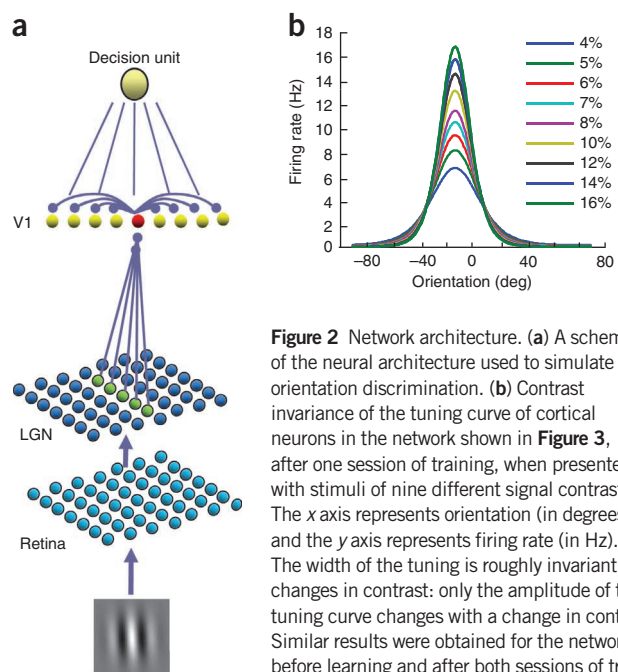 a
Decision unit
V1
LGN
Retina
b
Firing rate (Hz)
18
16
14
12
10
8
6
4
2
0
−80
−40
0
40
80
Orientation (deg)
4%
5%
6%
7%
8%
10%
12%
14%
16%
Figure 2 Network architecture. (a) A schem
of the neural architecture used to simulate
orientation discrimination. (b) Contrast
invariance of the tuning curve of cortical
neurons in the network shown in Figure 3,
after one session of training, when presente
with stimuli of nine different signal contrast
The x axis represents orientation (in degrees
and the y axis represents firing rate (in Hz).
The width of the tuning is roughly invariant
changes in contrast: only the amplitude of t
tuning curve changes with a change in cont
Similar results were obtained for the networ
before learning and after both sessions of tr